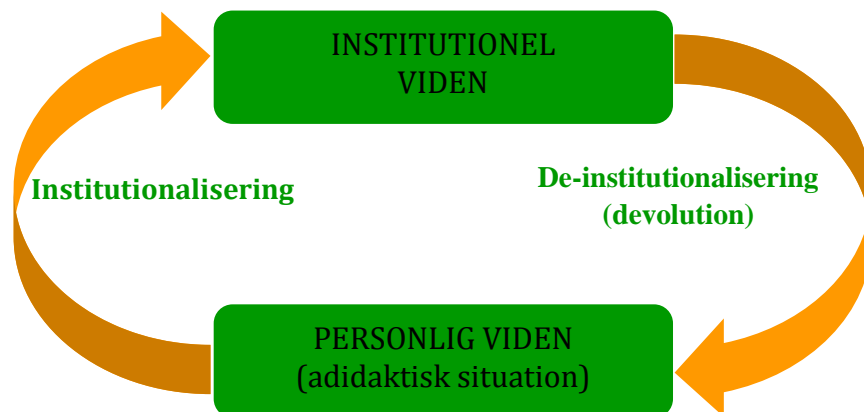 INSTITUTIONEL
VIDEN
Institutionalisering
De-institutionalisering
(devolution)
PERSONLIG VIDEN
(adidaktisk situation)